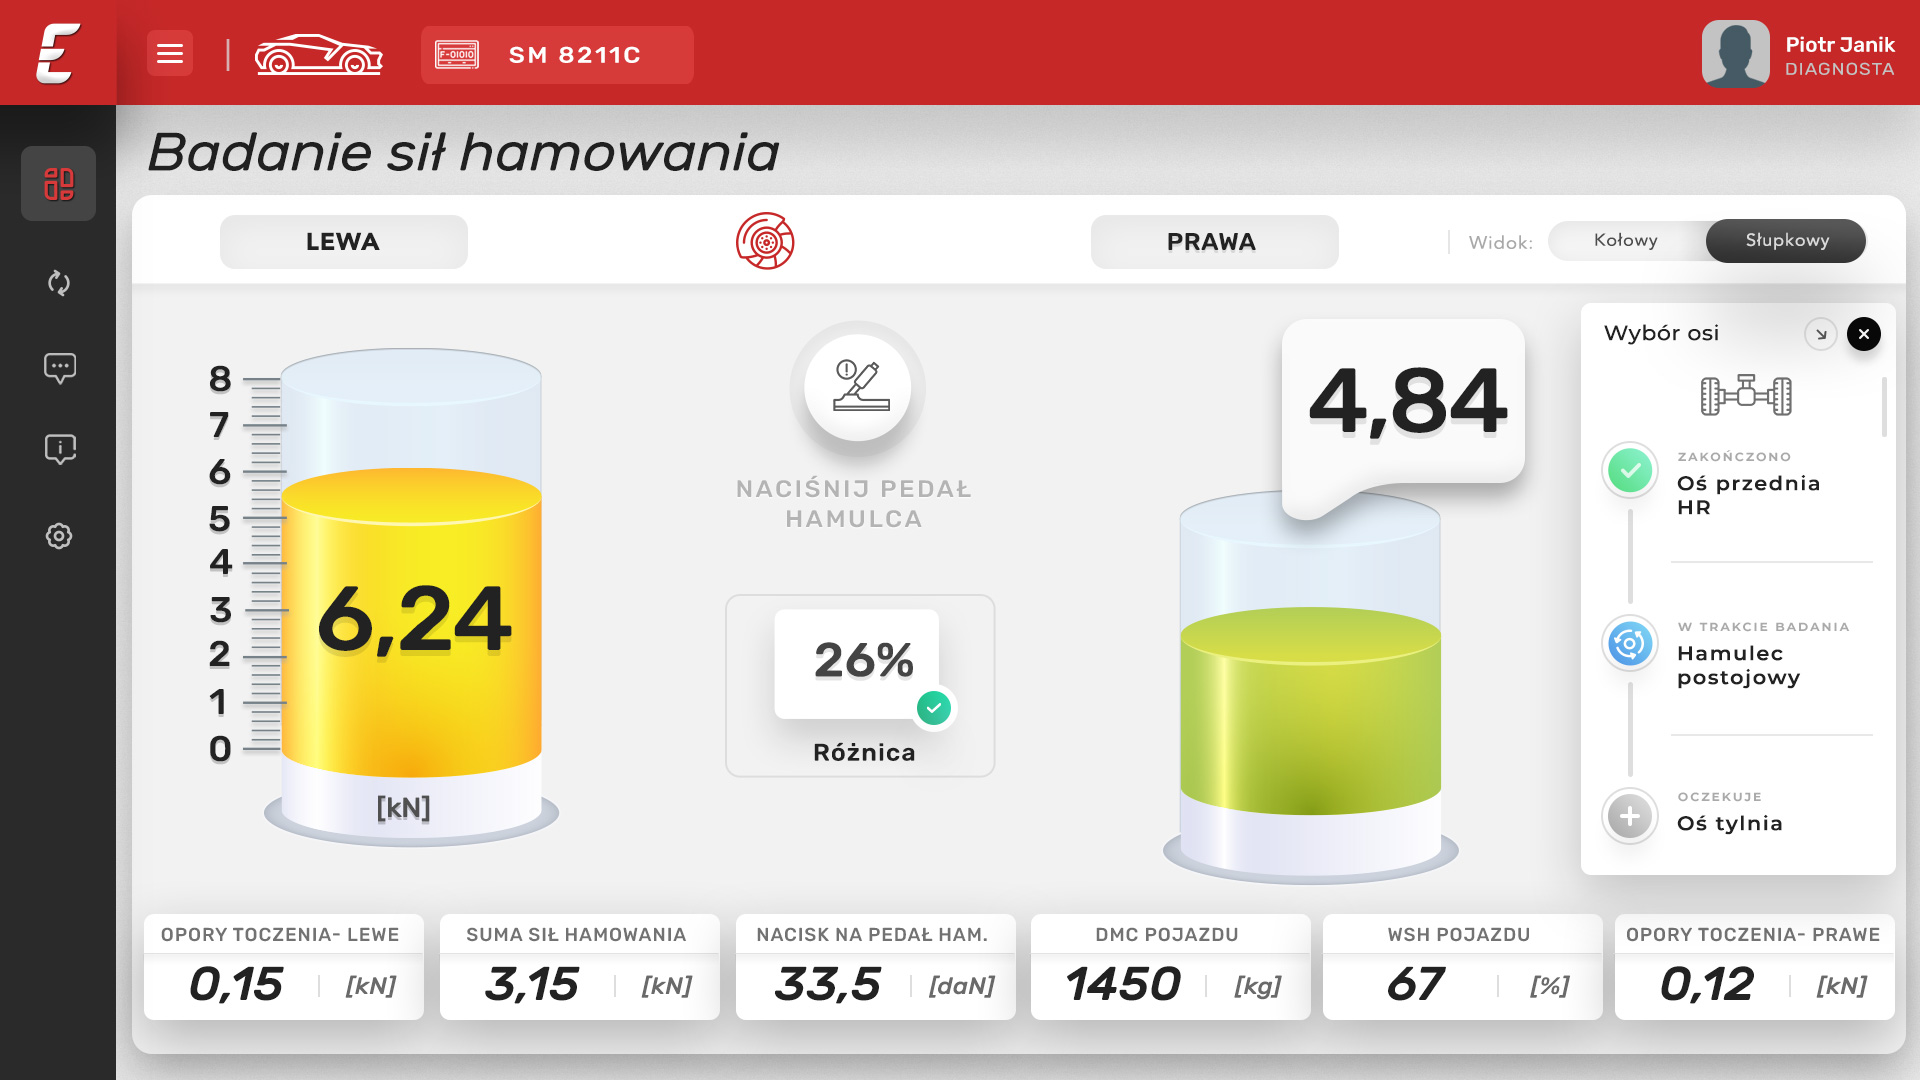 E
F-01010
SM 8211C
Piotr Janik
DIAGNOSTA
Badanie sił hamowania
LEWA
PRAWA
Widok:
Kołowy
Słupkowy
8
7
6
5
4
3
2
1
0
6,24
[kN]
NACIŚNIJ PEDAŁ
HAMULCA
26%
Różnica
4,84
Wybór osi
ZAKOŃCZONO
Oś przednia
HR
W TRAKCIE BADANIA
Hamulec
postojowy
OCZEKUJE
Oś tylnia
OPORY TOCZENIA- LEWE
0,15 [kN]
SUMA SIŁ HAMOWANIA
3,15 [kN]
NACISK NA PEDAŁ HAM.
33,5 [daN]
DMC POJAZDU
1450 [kg]
WSH POJAZDU
67 [%]
OPORY TOCZENIA- PRAWE
0,12 [kN]